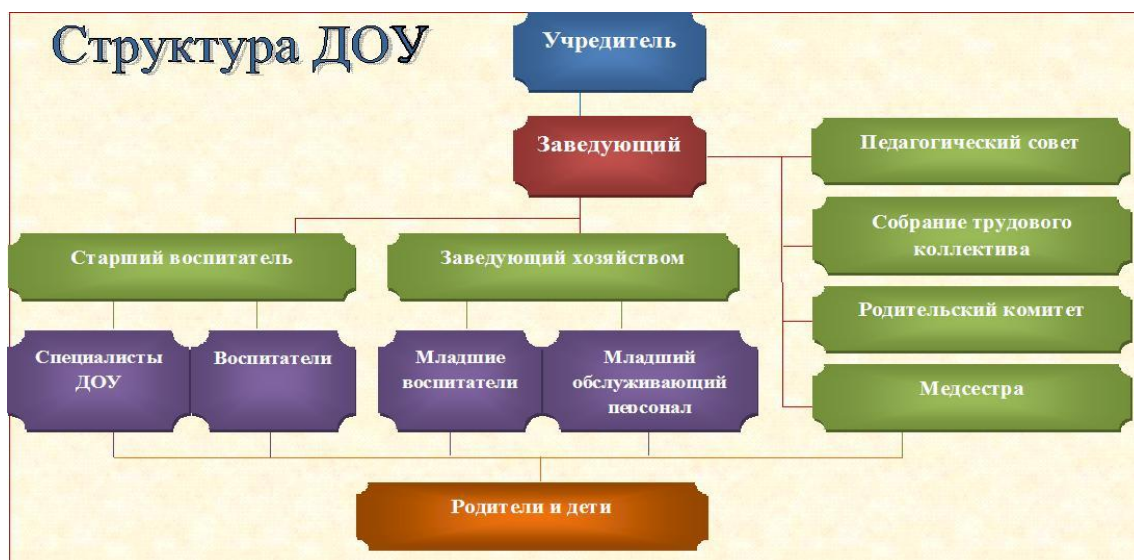 Структура ДОУ
Учредитель
Заведующий
Педагогический совет
Собрание трудового
коллектива
Родительский комитет
Медсестра
Старший воспитатель
Заведующий хозяйством
Специалисты
ДОУ
Воспитатели
Младшие
воспитатели
Младший
обслуживающий
персонал
Родители и дети